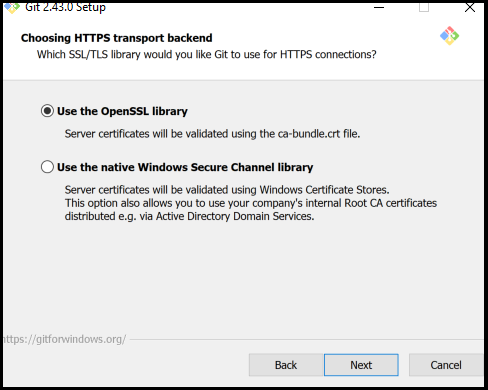 Git 2.43.0 Setup
Choosing HTTPS transport backend
Which SSL/TLS library would you like Git to use for HTTPS connections?
Use the OpenSSL library
Server certificates will be validated using the ca-bundle.crt file.
Use the native Windows Secure Channel library
Server certificates will be validated using Windows Certificate Stores.
This option also allows you to use your company's internal Root CA certificates
distributed e.g. via Active Directory Domain Services.
https://gitforwindows.org/
Back Next Cancel